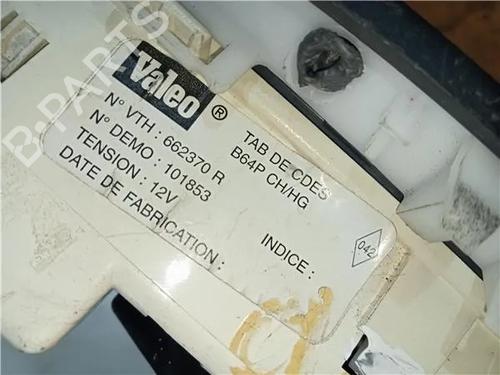 Valeo ®
N° VTH : 662370 R
N° DEMO : 101853
TENSION : 12V
DATE DE FABRICATION :
TAB DE CDES
B64P CH/HG
INDICE :
042
B-PARTS